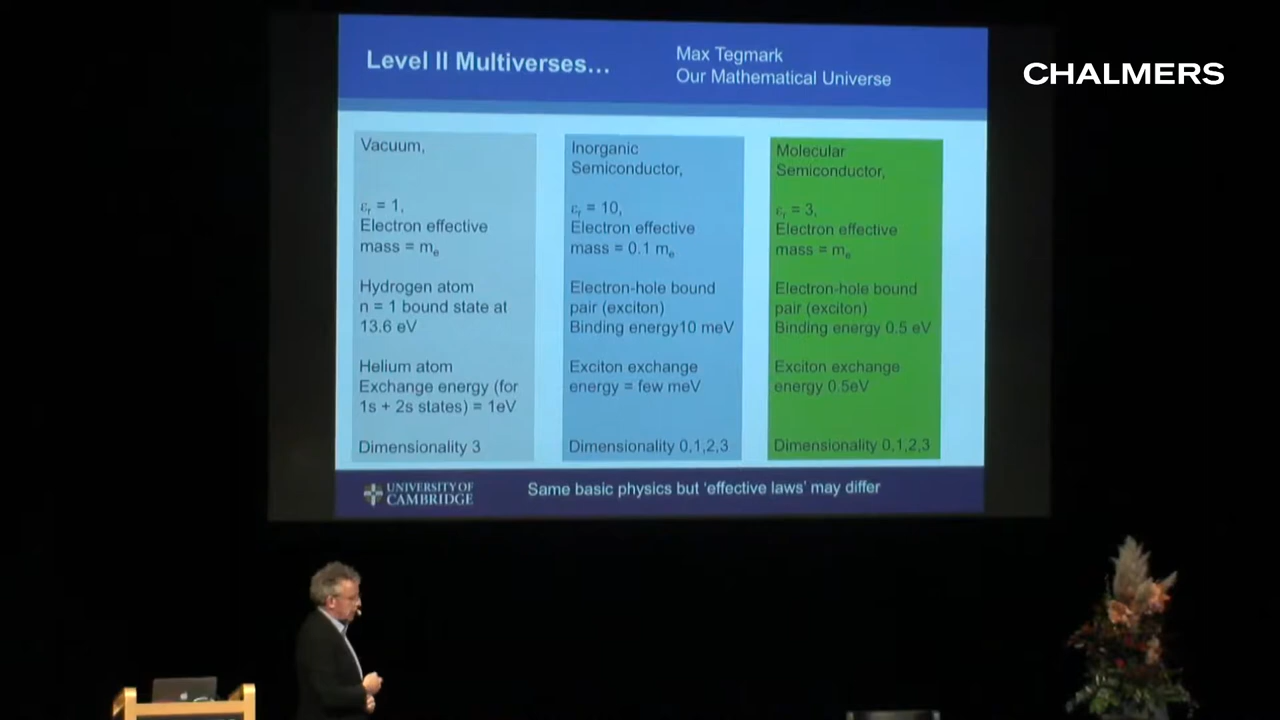 Level II Multiverses...
Max Tegmark
Our Mathematical Universe
CHALMERS
Vacuum,
εr = 1,
Electron effective
mass = me
Hydrogen atom
n = 1 bound state at
13.6 eV
Helium atom
Exchange energy (for
1s + 2s states) = 1eV
Dimensionality 3
Inorganic
Semiconductor,
εr = 10,
Electron effective
mass = 0.1 me
Electron-hole bound
pair (exciton)
Binding energy10 meV
Exciton exchange
energy = few meV
Dimensionality 0,1,2,3
Molecular
Semiconductor,
εr = 3,
Electron effective
mass = me
Electron-hole bound
pair (exciton)
Binding energy 0.5 eV
Exciton exchange
energy 0.5eV
Dimensionality 0,1,2,3
UNIVERSITY OF
CAMBRIDGE
Same basic physics but 'effective laws' may differ